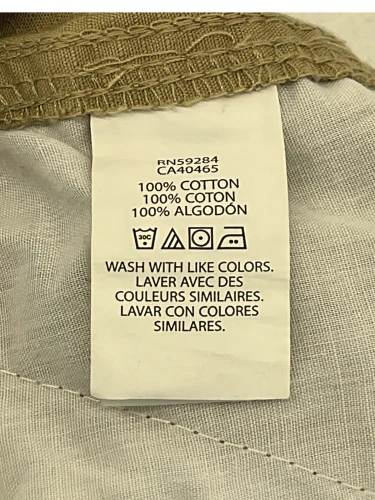 RN59284
CA40465
100% COTTON
100% COTON
100% ALGODÓN
30C
WASH WITH LIKE COLORS.
LAVER AVEC DES
COULEURS SIMILAIRES.
LAVAR CON COLORES
SIMILARES.